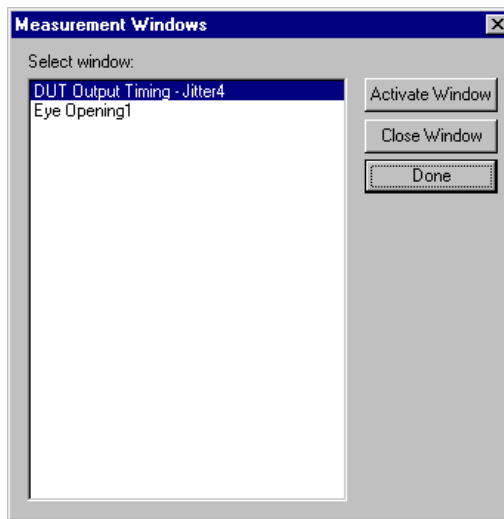 Measurement Windows
Select window:
DUT Output Timing - Jitter4
Eye Opening1
Activate Window
Close Window
Done